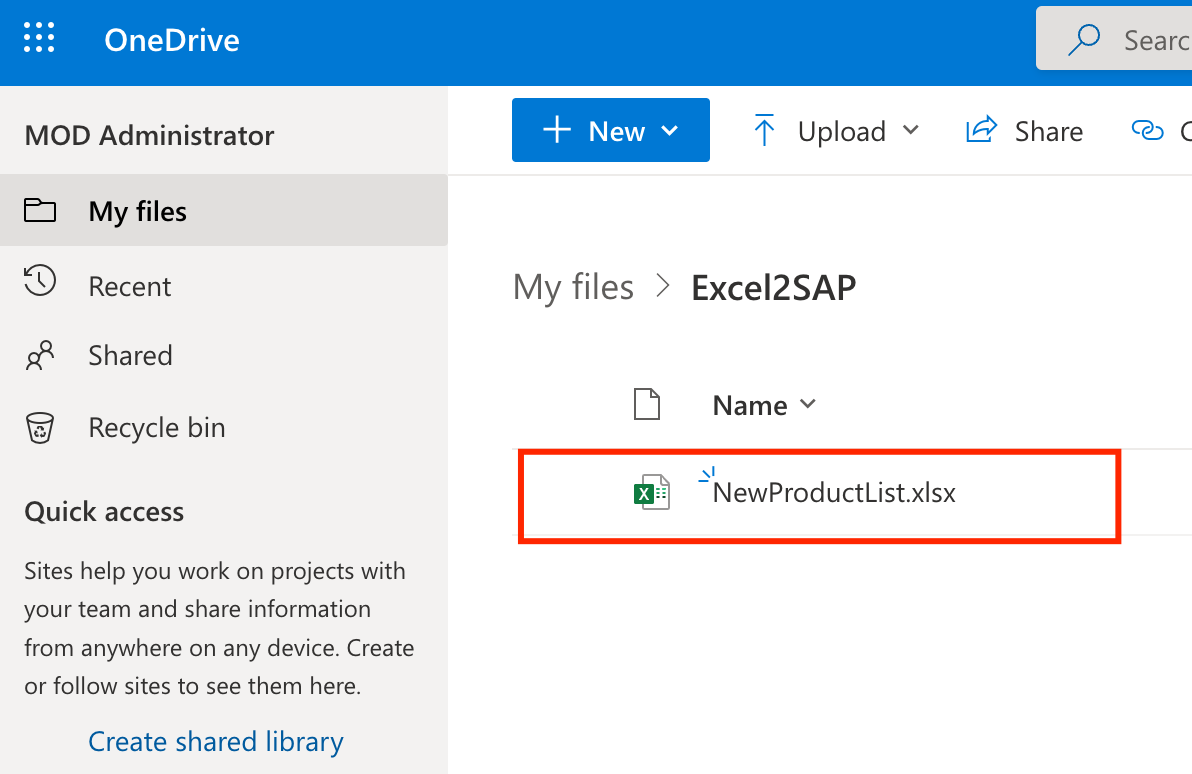 OneDrive
Searc
MOD Administrator
New
Upload
Share
My files
Recent
Shared
Recycle bin
Quick access
Sites help you work on projects with
your team and share information
from anywhere on any device. Create
or follow sites to see them here.
Create shared library
My files > Excel2SAP
Name
X
NewProductList.xlsx